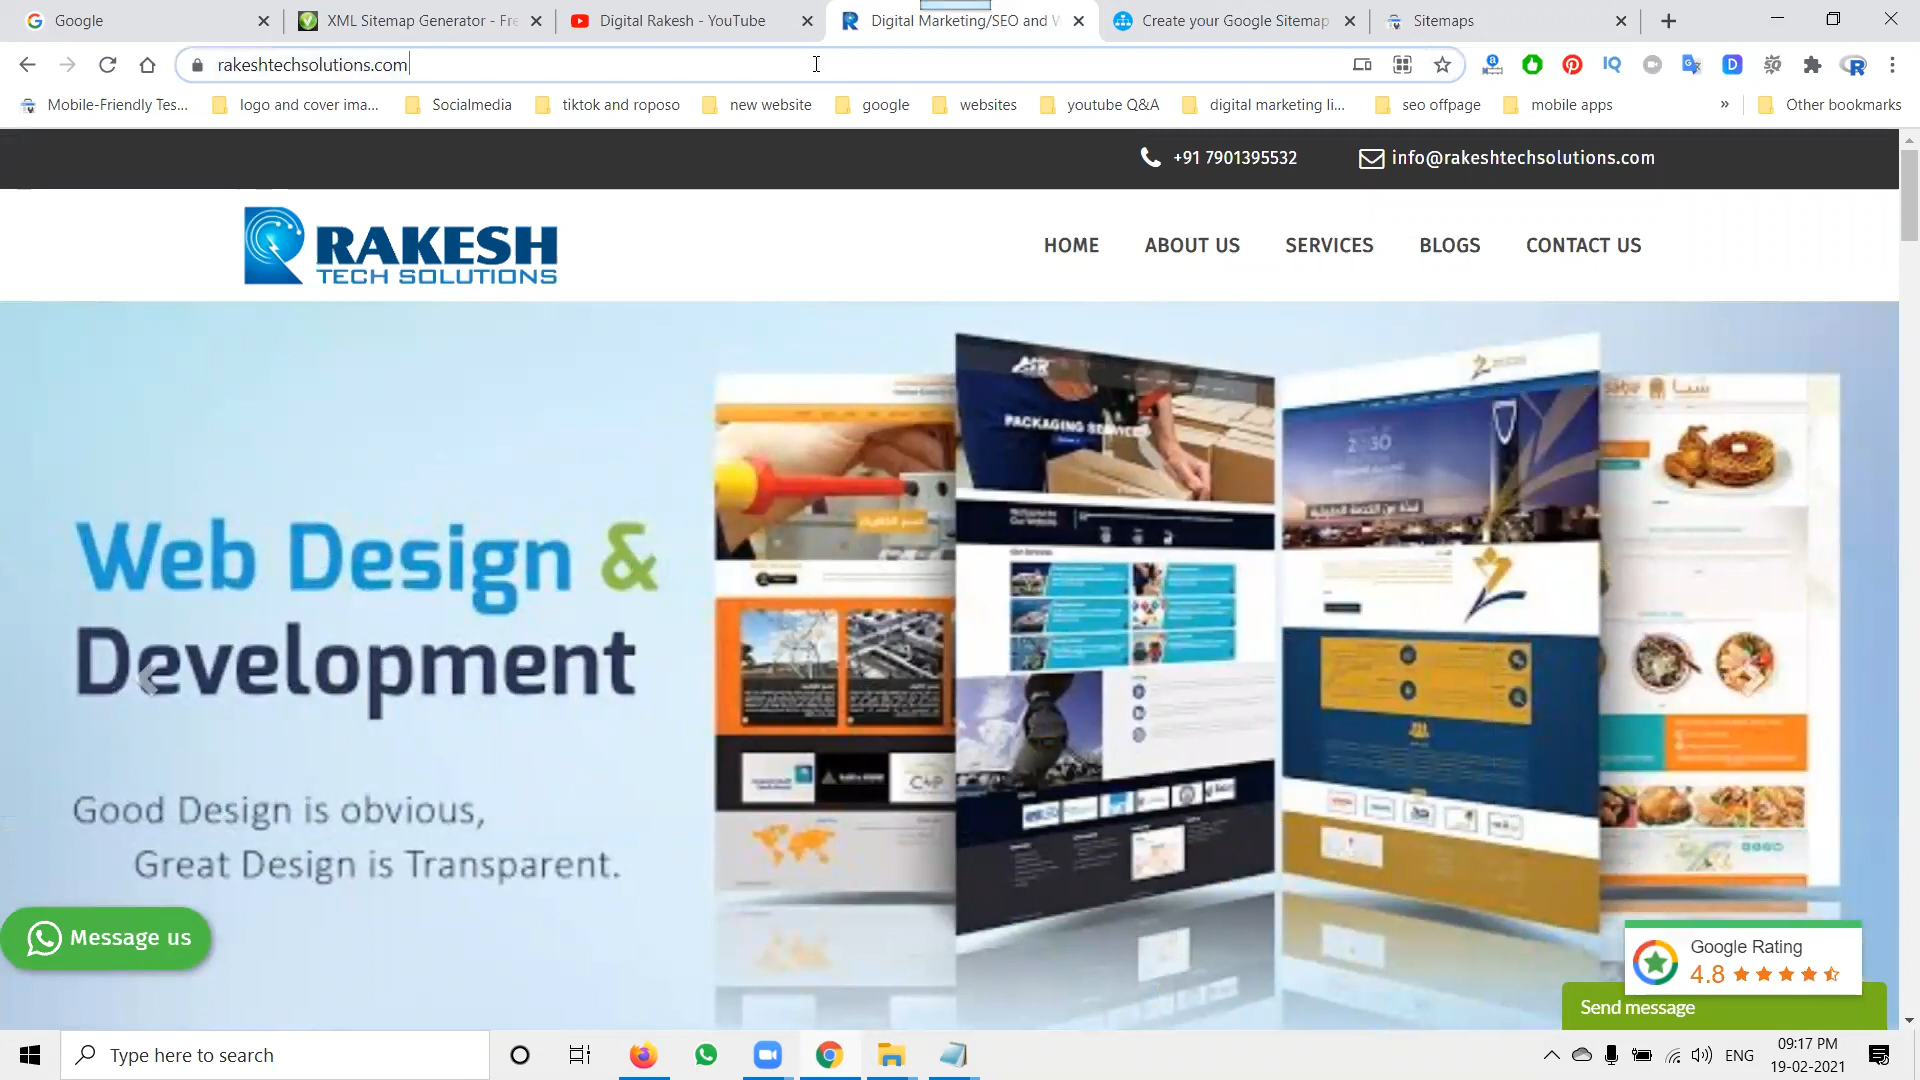 Google
XML Sitemap Generator - Fre
Digital Rakesh - YouTube
Digital Marketing/SEO and W
Create your Google Sitemap
Sitemaps
rakeshtechsolutions.com
Mobile-Friendly Tes...
logo and cover ima...
Socialmedia
tiktok and roposo
new website
google
websites
youtube Q&A
digital marketing li...
seo offpage
mobile apps
»
Other bookmarks
+91 7901395532
info@rakeshtechsolutions.com
RAKESH
TECH SOLUTIONS
HOME
ABOUT US
SERVICES
BLOGS
CONTACT US
PACKAGING SERVICES
2030
Web Design &
Development
Good Design is obvious,
Great Design is Transparent.
Message us
Google Rating
4.8
Send message
Type here to search
ENG
09:17 PM
19-02-2021